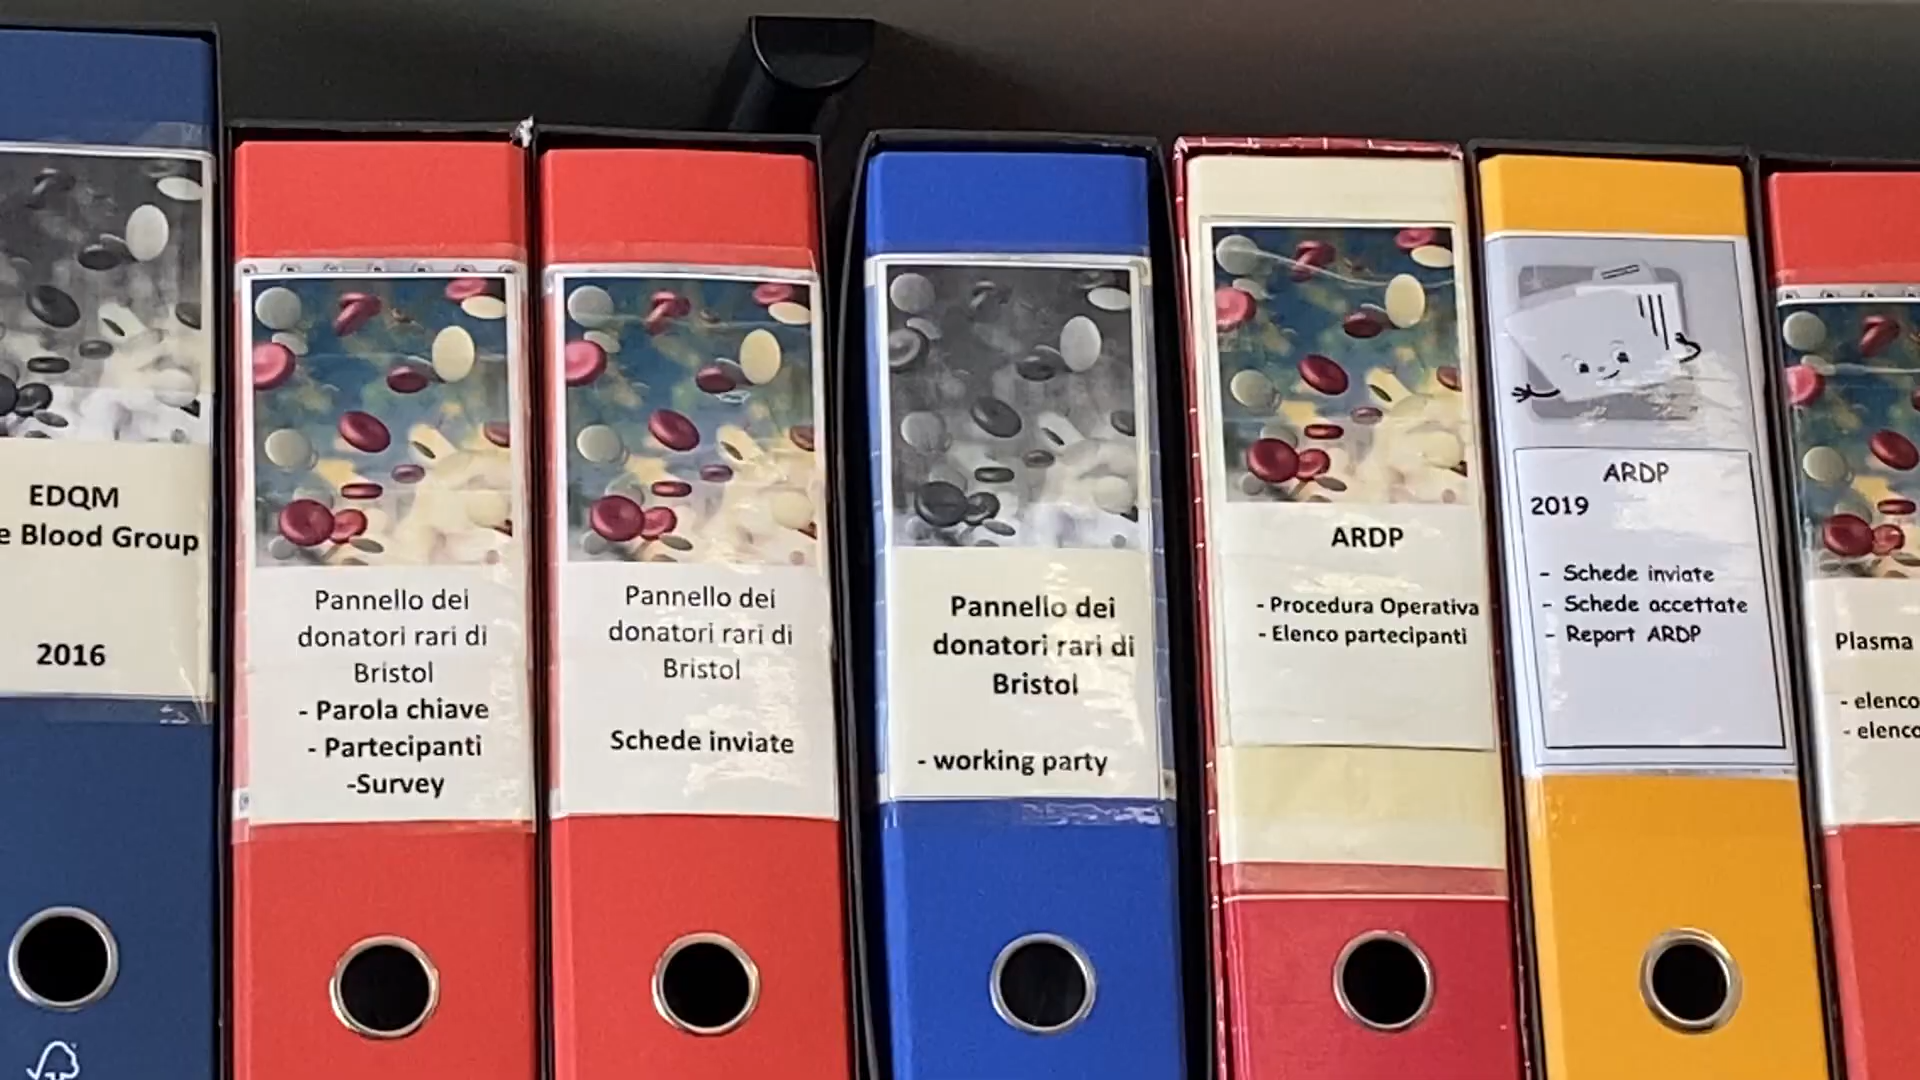 EDQM
e Blood Group
2016
Pannello dei
donatori rari di
Bristol
- Parola chiave
- Partecipanti
-Survey
Pannello dei
donatori rari di
Bristol
Schede inviate
Pannello dei
donatori rari di
Bristol
- working party
ARDP
- Procedura Operativa
- Elenco partecipanti
ARDP
2019
- Schede inviate
- Schede accettate
- Report ARDP
Plasma
- elenco
- elenco